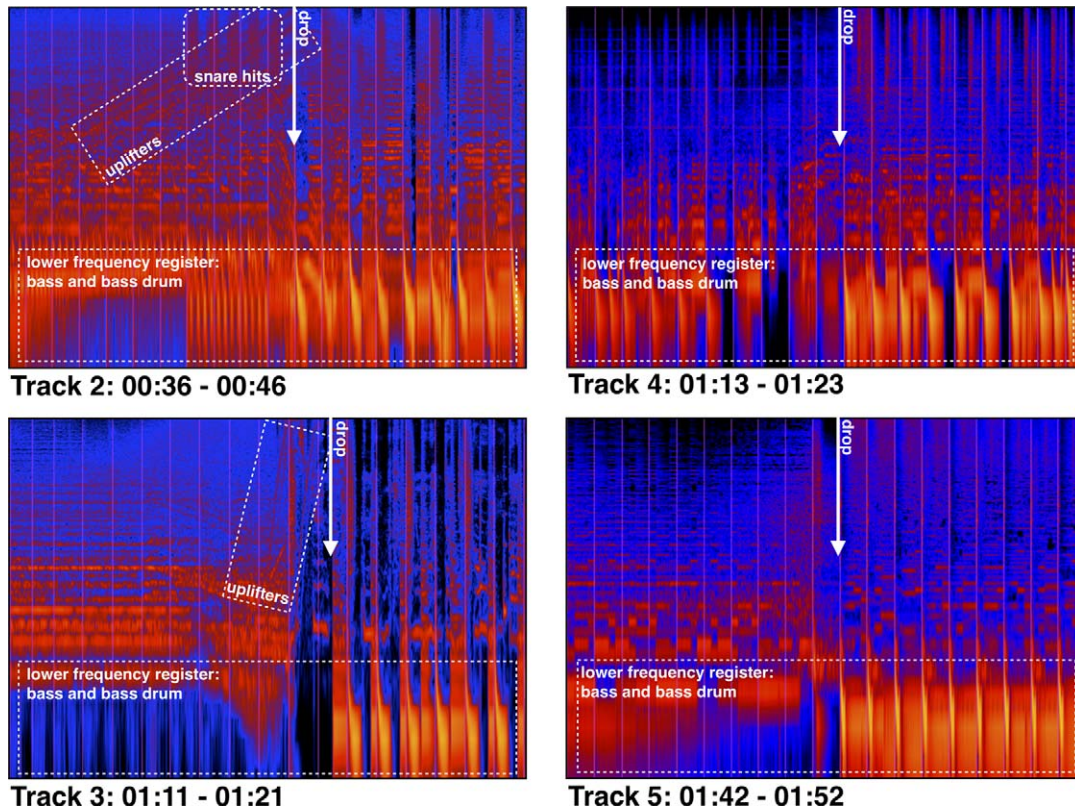 drop
snare hits
uplifters
lower frequency register:
bass and bass drum
Track 2: 00:36 - 00:46
drop
lower frequency register:
bass and bass drum
Track 4: 01:13 - 01:23
drop
uplifters
lower frequency register:
bass and bass drum
Track 3: 01:11 - 01:21
drop
lower frequency register:
bass and bass drum
Track 5: 01:42 - 01:52